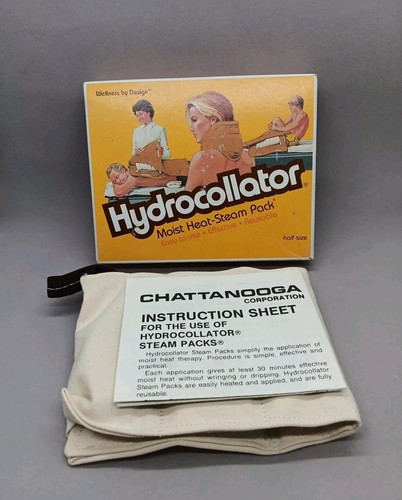 Wellness by Design™
Hydrocollator®
Moist Heat-Steam Pack®
Easy to use • Effective • Reusable
half size
CHATTANOOGA
CORPORATION
INSTRUCTION SHEET
FOR THE USE OF
HYDROCOLLATOR®
STEAM PACKS®
Hydrocollator Steam Packs simplify the application of
moist heat therapy. Procedure is simple, effective and
practical.
Each application gives at least 30 minutes effective
moist heat without wringing or dripping. Hydrocollator
Steam Packs are easily heated and applied, and are fully
reusable.